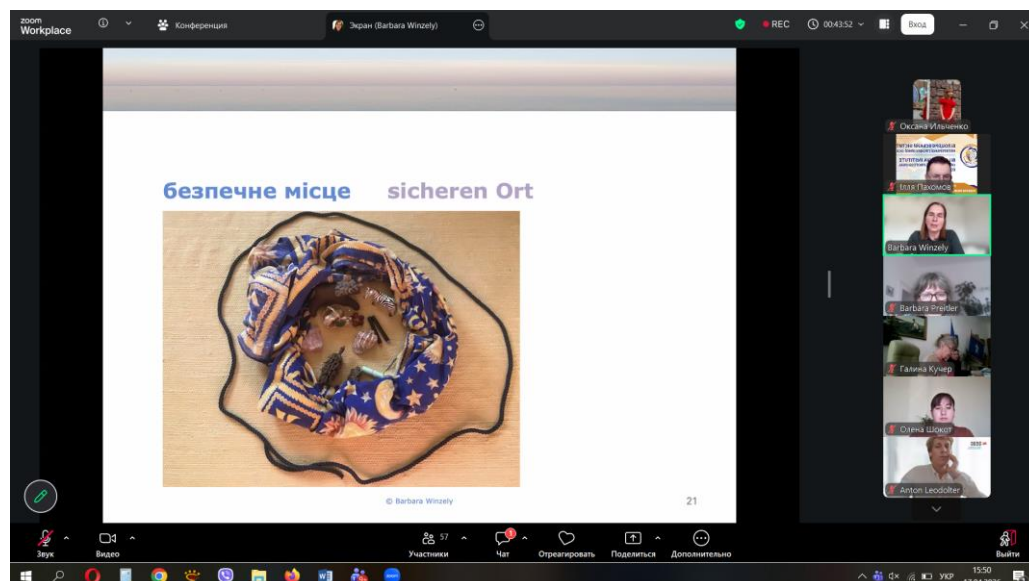 zoom
Workplace
Конференция
Экран (Barbara Winzely)
REC
00:43:52
Вход
безпечне місце sicheren Ort
© Barbara Winzely
21
Оксана Ильченко
Ілля Пахомов
Barbara Winzely
Barbara Preitler
Галина Кучер
Олена Шокот
Anton Leodolter
Звук
Видео
57
Участники
1
Чат
Отреагировать
Поделиться
Дополнительно
Выйти
УКР
15:50